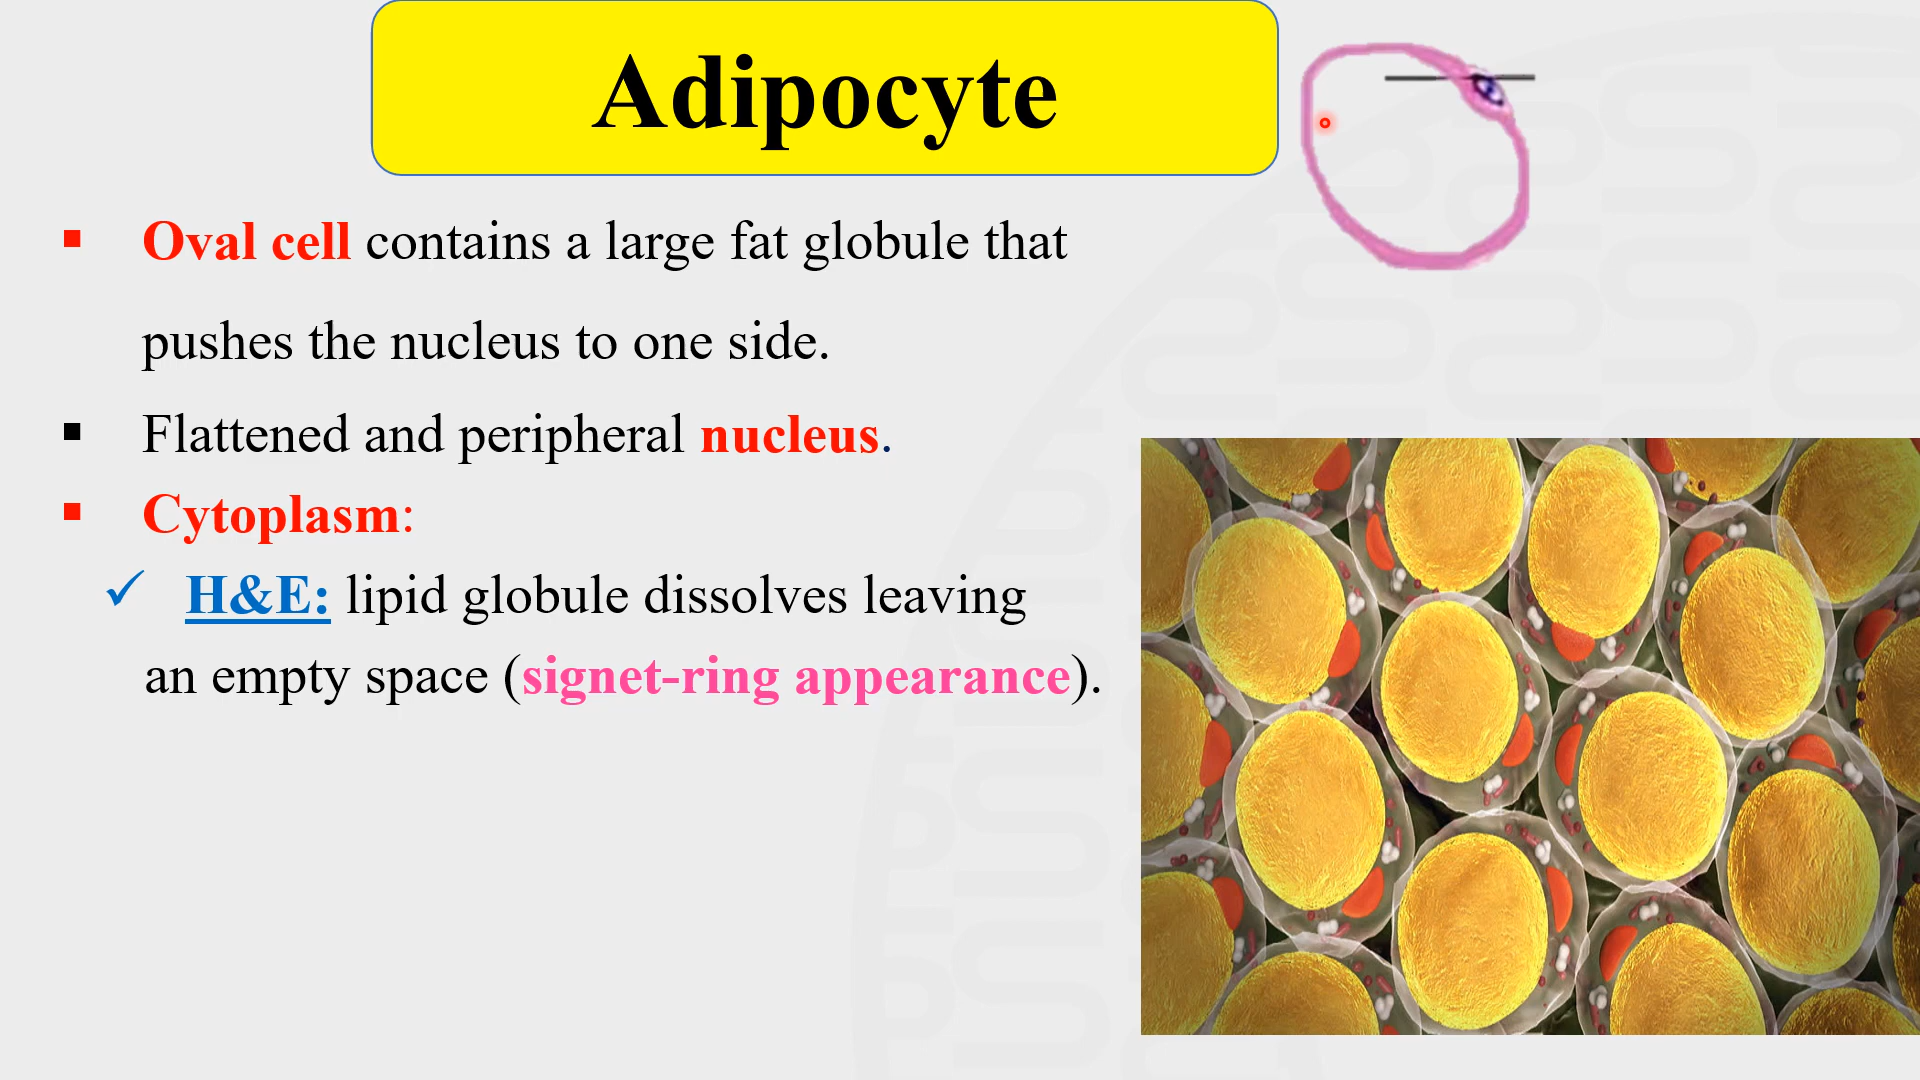 Adipocyte
▪ Oval cell contains a large fat globule that
pushes the nucleus to one side.
▪ Flattened and peripheral nucleus.
▪ Cytoplasm:
✓ H&E: lipid globule dissolves leaving
an empty space (signet-ring appearance).